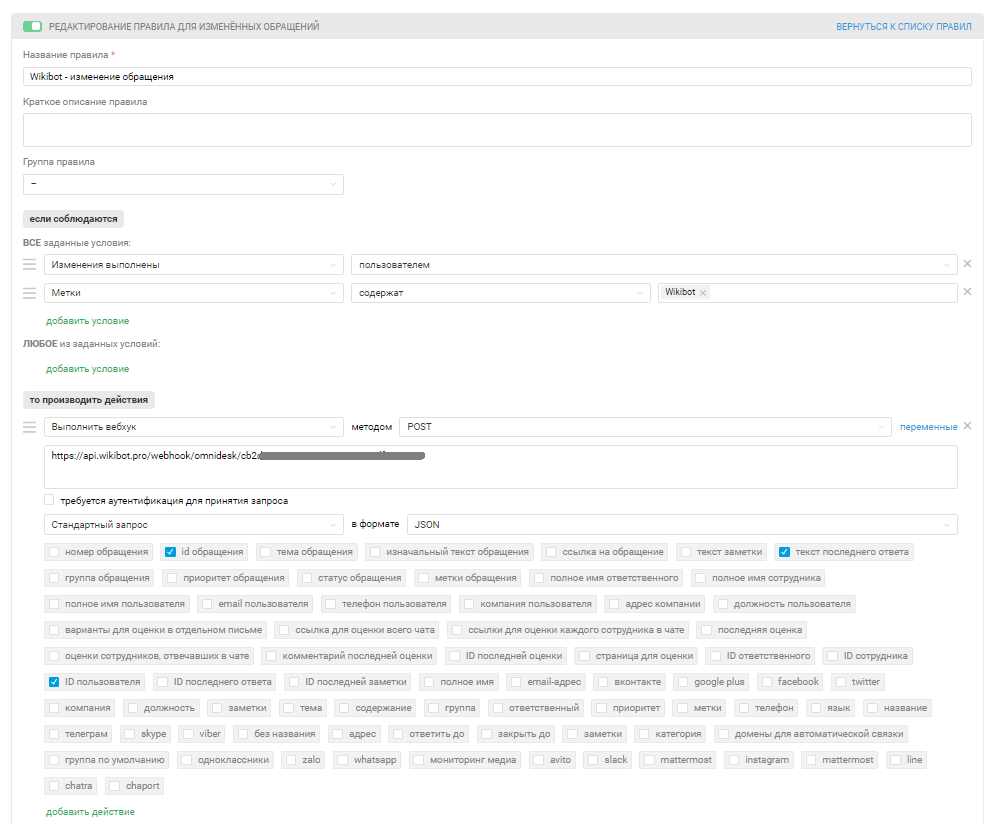 РЕДАКТИРОВАНИЕ ПРАВИЛА ДЛЯ ИЗМЕНЁННЫХ ОБРАЩЕНИЙ ВЕРНУТЬСЯ К СПИСКУ ПРАВИЛ
Название правила *
Wikibot - изменение обращения
Краткое описание правила
Группа правила
–
если соблюдаются
ВСЕ заданные условия:
Изменения выполнены пользователем
Метки содержат Wikibot
добавить условие
ЛЮБОЕ из заданных условий:
добавить условие
то производить действия
Выполнить вебхук методом POST переменные
https://api.wikibot.pro/webhook/omnidesk/cb2
требуется аутентификация для принятия запроса
Стандартный запрос в формате JSON
номер обращения id обращения тема обращения изначальный текст обращения ссылка на обращение текст заметки текст последнего ответа
группа обращения приоритет обращения статус обращения метки обращения полное имя ответственного полное имя сотрудника
полное имя пользователя email пользователя телефон пользователя компания пользователя адрес компании должность пользователя
варианты для оценки в отдельном письме ссылка для оценки всего чата ссылки для оценки каждого сотрудника в чате последняя оценка
оценки сотрудников, отвечавших в чате комментарий последней оценки ID последней оценки страница для оценки ID ответственного ID сотрудника
ID пользователя ID последнего ответа ID последней заметки полное имя email-адрес вконтакте google plus facebook twitter
компания должность заметки тема содержание группа ответственный приоритет метки телефон язык название
телеграм skype viber без названия адрес ответить до закрыть до заметки категория домены для автоматической связки
группа по умолчанию одноклассники zalo whatsapp мониторинг медиа avito slack mattermost instagram mattermost line
chatra chaport
добавить действие